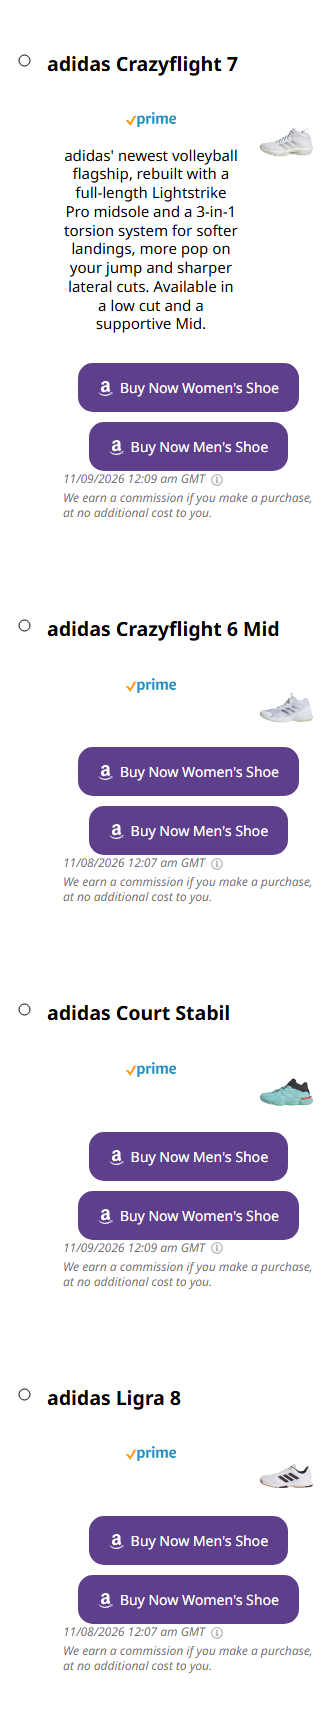 adidas Crazyflight 7
prime
adidas' newest volleyball
flagship, rebuilt with a
full-length Lightstrike
Pro midsole and a 3-in-1
torsion system for softer
landings, more pop on
your jump and sharper
lateral cuts. Available in
a low cut and a
supportive Mid.
Buy Now Women's Shoe
Buy Now Men's Shoe
11/09/2026 12:09 am GMT
We earn a commission if you make a purchase,
at no additional cost to you.
adidas Crazyflight 6 Mid
prime
Buy Now Women's Shoe
Buy Now Men's Shoe
11/08/2026 12:07 am GMT
We earn a commission if you make a purchase,
at no additional cost to you.
adidas Court Stabil
prime
Buy Now Men's Shoe
Buy Now Women's Shoe
11/09/2026 12:09 am GMT
We earn a commission if you make a purchase,
at no additional cost to you.
adidas Ligra 8
prime
Buy Now Men's Shoe
Buy Now Women's Shoe
11/08/2026 12:07 am GMT
We earn a commission if you make a purchase,
at no additional cost to you.